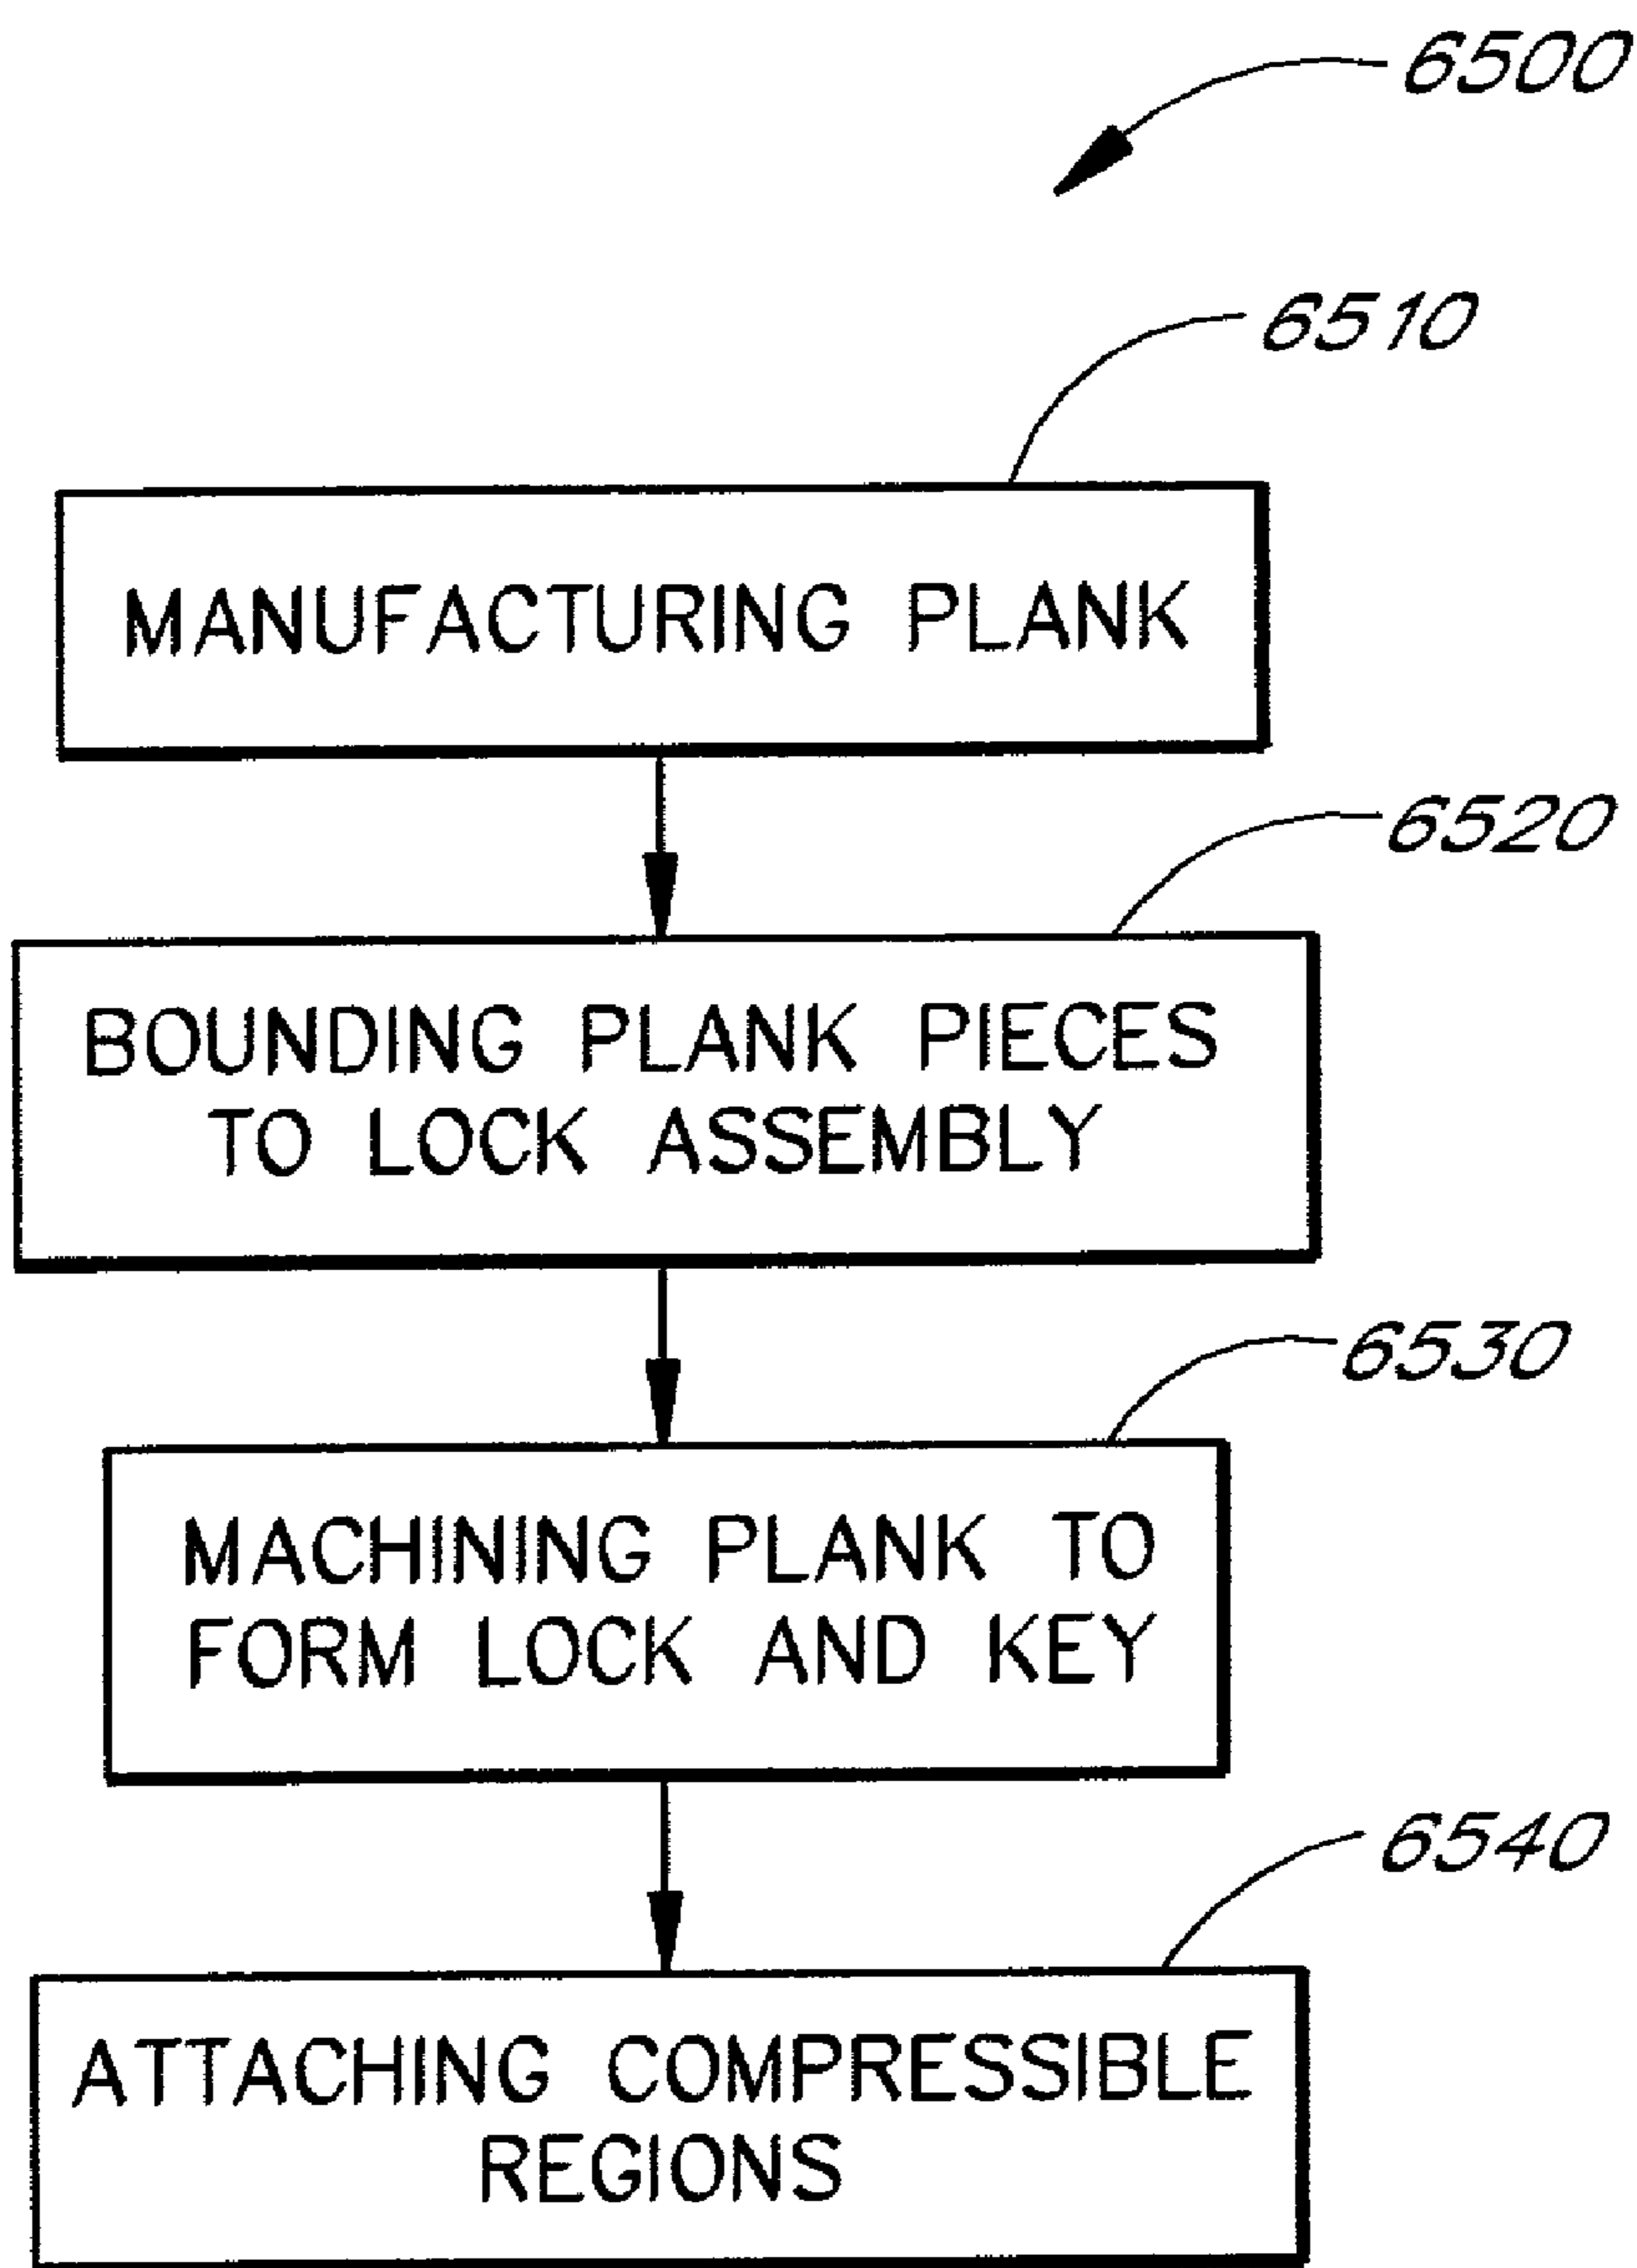 6500
6510
MANUFACTURING PLANK
6520
BOUNDING PLANK PIECES
TO LOCK ASSEMBLY
6530
MACHINING PLANK TO
FORM LOCK AND KEY
6540
ATTACHING COMPRESSIBLE
REGIONS